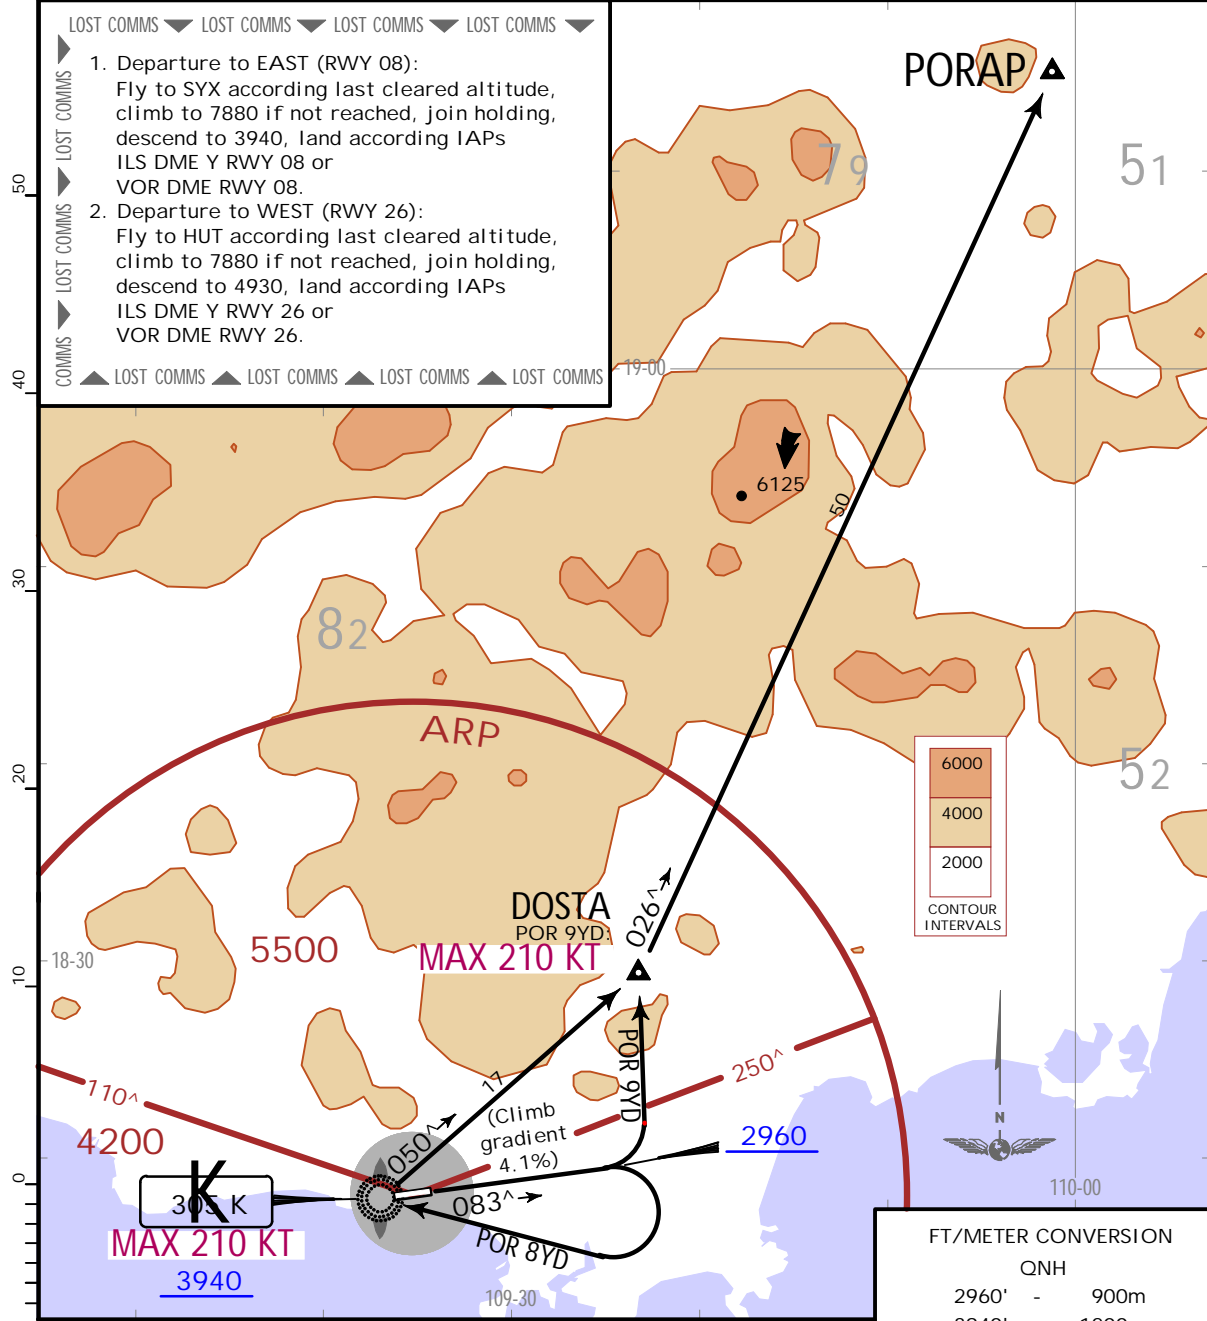 LOST COMMS LOST COMMS LOST COMMS LOST COMMS
LOST COMMS
LOST COMMS
LOST COMMS
COMMS
1. Departure to EAST (RWY 08):
Fly to SYX according last cleared altitude,
climb to 7880 if not reached, join holding,
descend to 3940, land according IAPs
ILS DME Y RWY 08 or
VOR DME RWY 08.
2. Departure to WEST (RWY 26):
Fly to HUT according last cleared altitude,
climb to 7880 if not reached, join holding,
descend to 4930, land according IAPs
ILS DME Y RWY 26 or
VOR DME RWY 26.
LOST COMMS LOST COMMS LOST COMMS LOST COMMS
PORAP
79
51
50
40
19-00
6125
50
30
82
ARP
20
52
6000
4000
2000
CONTOUR
INTERVALS
DOSTA
POR 9YD:
MAX 210 KT
026^
5500
18-30
10
POR 9YD
17
250^
110^
(Climb
gradient
4.1%)
050^
4200
2960
N
0
K
305 K
083^
110-00
MAX 210 KT
POR 8YD
3940
109-30
FT/METER CONVERSION
QNH
2960' - 900m